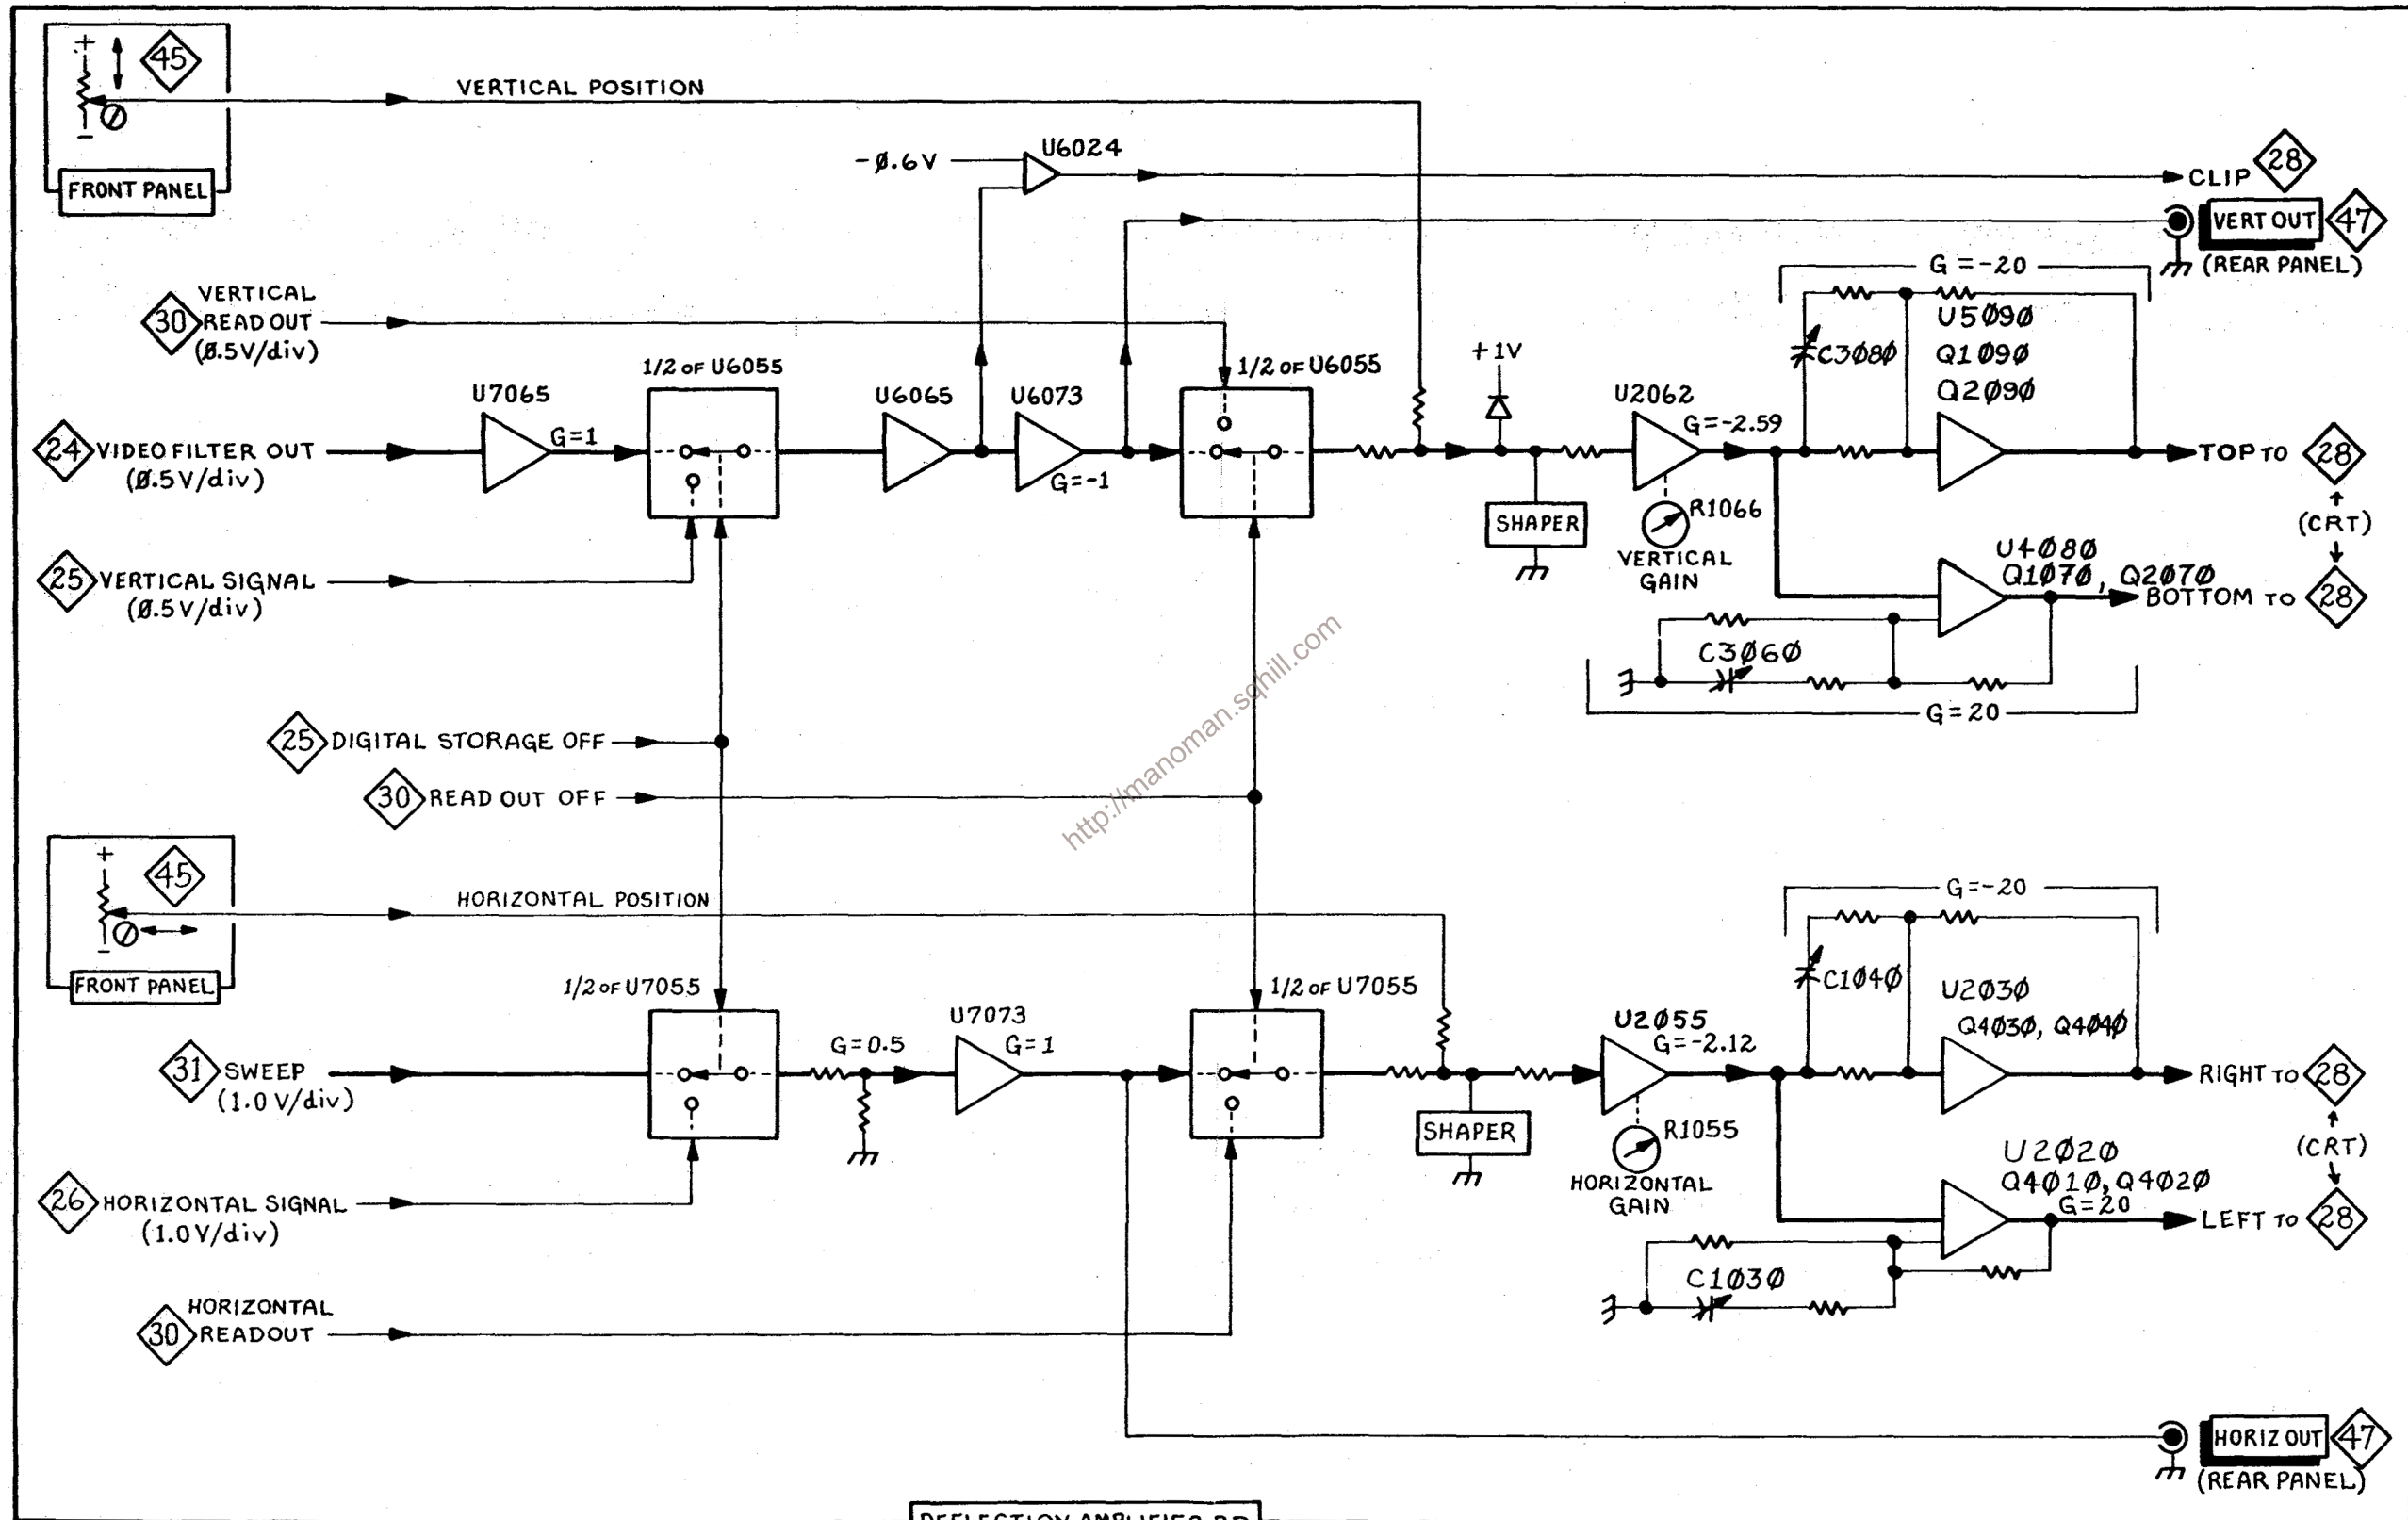 +
45
-
FRONT PANEL
VERTICAL POSITION
-0.6V
U6024
CLIP 28
VERT OUT 47
(REAR PANEL)
VERTICAL
30 READ OUT
(0.5V/div)
1/2 OF U6055
U7065
G=1
U6065
U6073
G=-1
1/2 OF U6055
+1V
SHAPER
U2062
G=-2.59
R1066
VERTICAL
GAIN
G=-20
C3080
U5090
Q1090
Q2090
24 VIDEO FILTER OUT
(0.5V/div)
TOP TO 28
(CRT)
25 VERTICAL SIGNAL
(0.5V/div)
U4080
Q1070, Q2070
BOTTOM TO 28
C3060
G=20
25 DIGITAL STORAGE OFF
30 READ OUT OFF
http://manoman.sqhill.com
+
45
-
FRONT PANEL
HORIZONTAL POSITION
1/2 OF U7055
G=0.5
U7073
G=1
1/2 OF U7055
SHAPER
U2055
G=-2.12
R1055
HORIZONTAL
GAIN
G=-20
C1040
U2030
Q4030, Q4040
31 SWEEP
(1.0V/div)
RIGHT TO 28
(CRT)
26 HORIZONTAL SIGNAL
(1.0V/div)
U2020
Q4010, Q4020
G=20
LEFT TO 28
C1030
HORIZONTAL
30 READOUT
HORIZ OUT 47
(REAR PANEL)
DEFLECTION AMPLIFIER BD